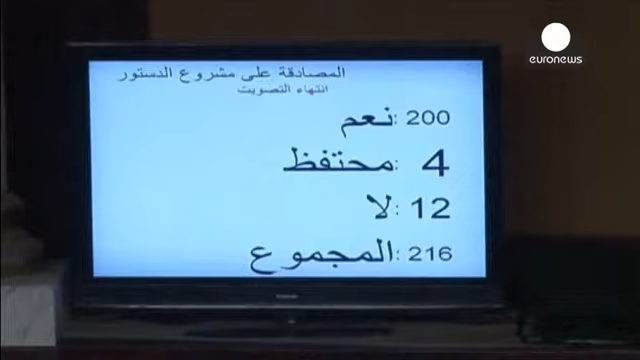 euronews
المصادقة على مشروع الدستور
انتهاء التصويت
نعم: 200
محتفظ: 4
لا: 12
المجموع: 216